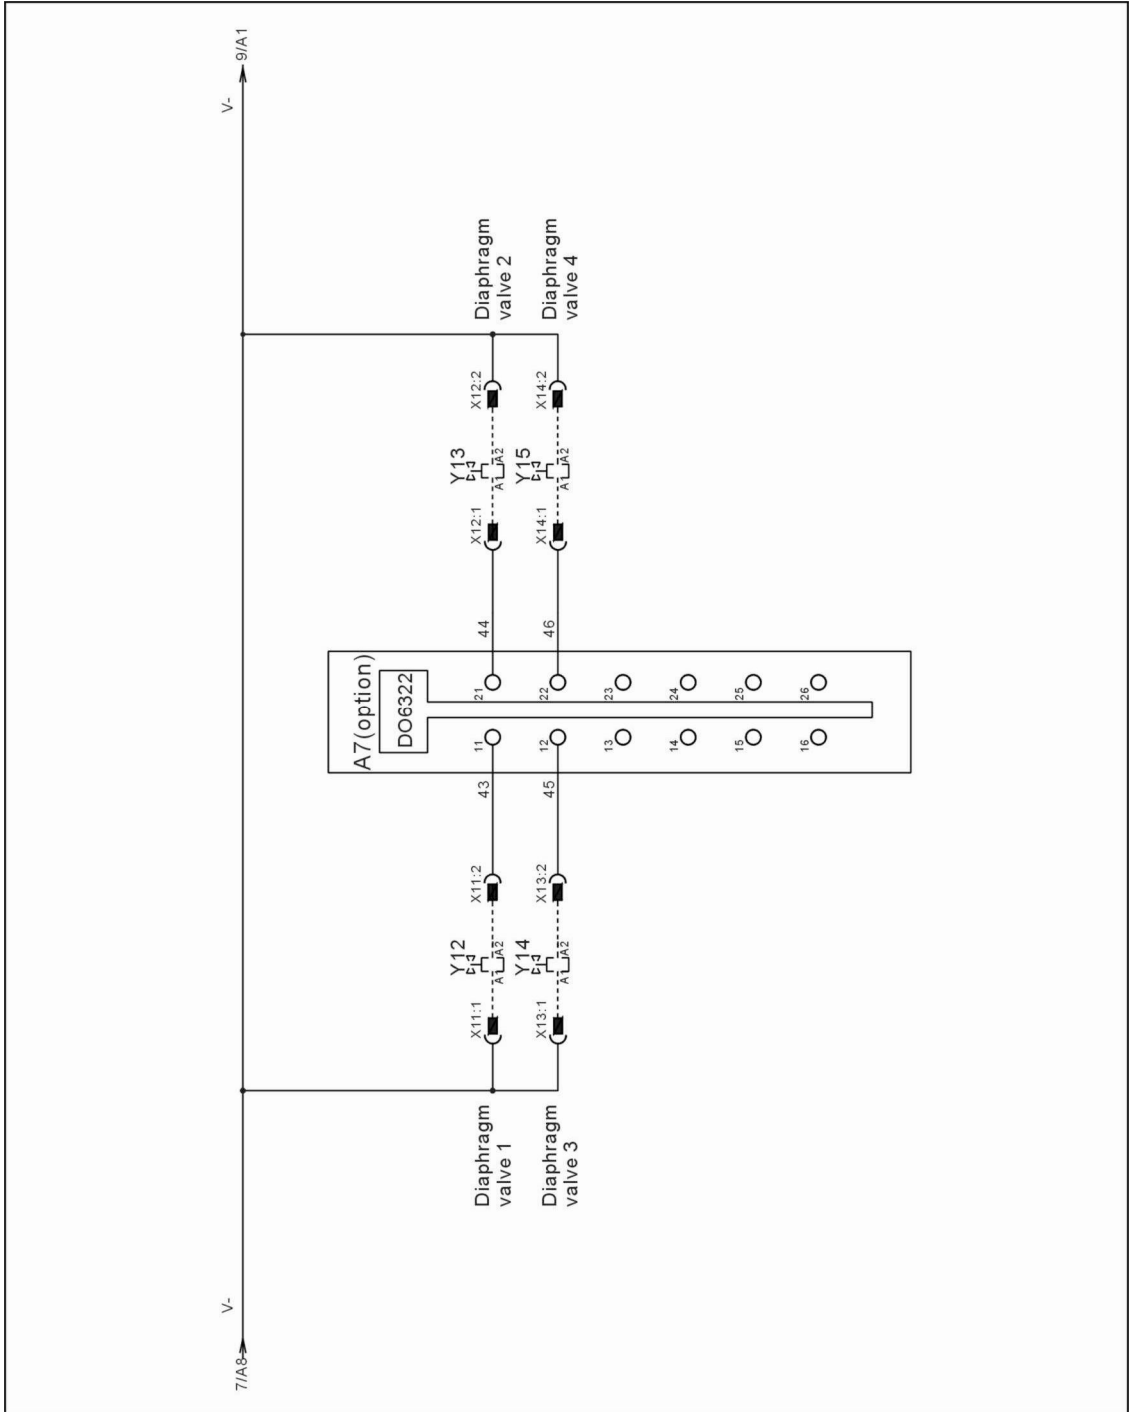 7/A8
V-
V-
9/A1
Diaphragm
valve 1
X11:1
Y12
A1
A2
X11:2
43
A7(option)
DO6322
11
21
44
X12:1
Y13
A1
A2
X12:2
Diaphragm
valve 2
Diaphragm
valve 3
X13:1
Y14
A1
A2
X13:2
45
12
22
46
X14:1
Y15
A1
A2
X14:2
Diaphragm
valve 4
13
23
14
24
15
25
16
26